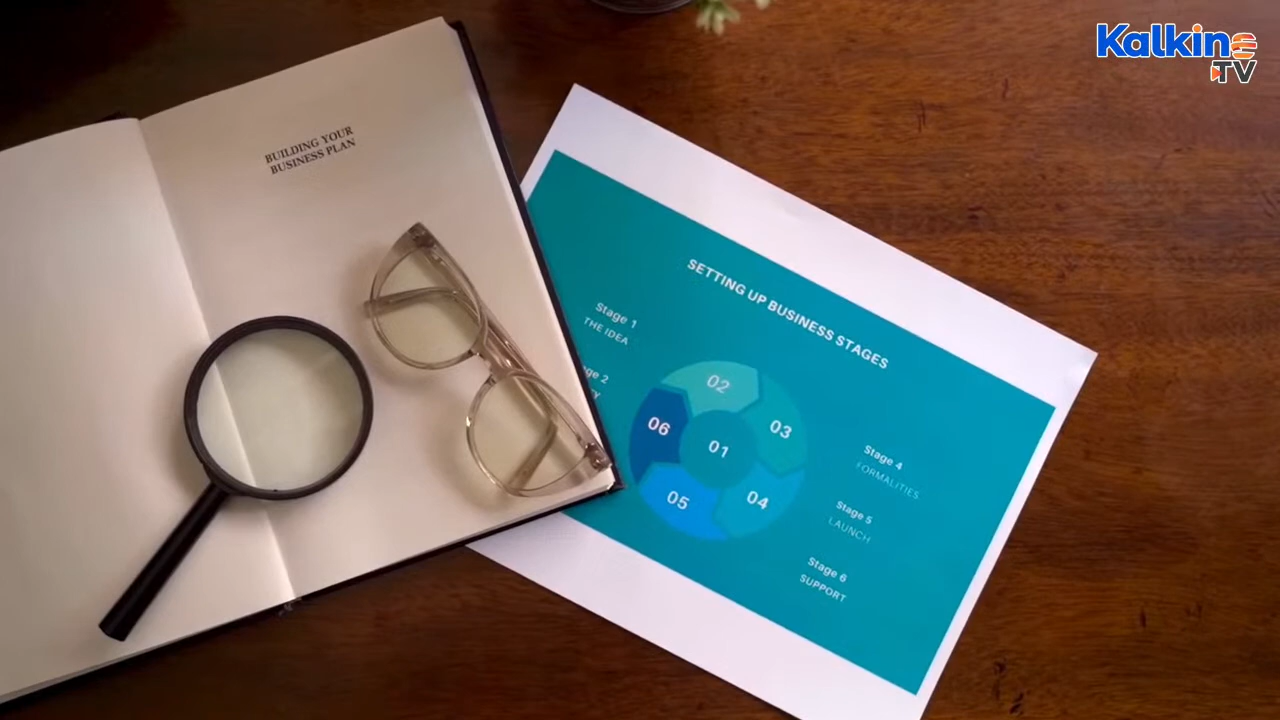 Kalkine
TV
BUILDING YOUR
BUSINESS PLAN
SETTING UP BUSINESS STAGES
Stage 1
THE IDEA
02
03
06
01
04
05
Stage 4
FORMALITIES
Stage 5
LAUNCH
Stage 6
SUPPORT